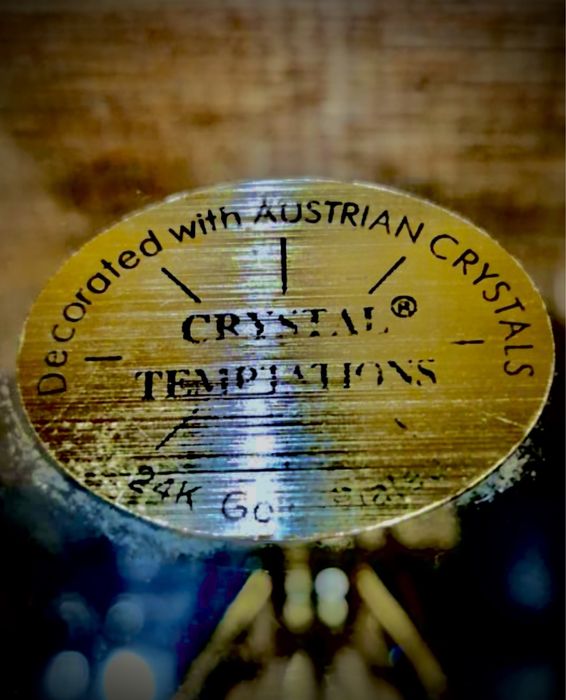 Decorated with AUSTRIAN CRYSTALS
CRYSTAL®
TEMPTATIONS
24K